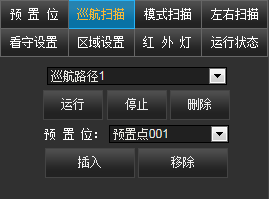 预 置 位 巡航扫描 模式扫描 左右扫描
看守设置 区域设置 红 外 灯 运行状态
巡航路径1
运行 停止 删除
预 置 位: 预置点001
插入 移除